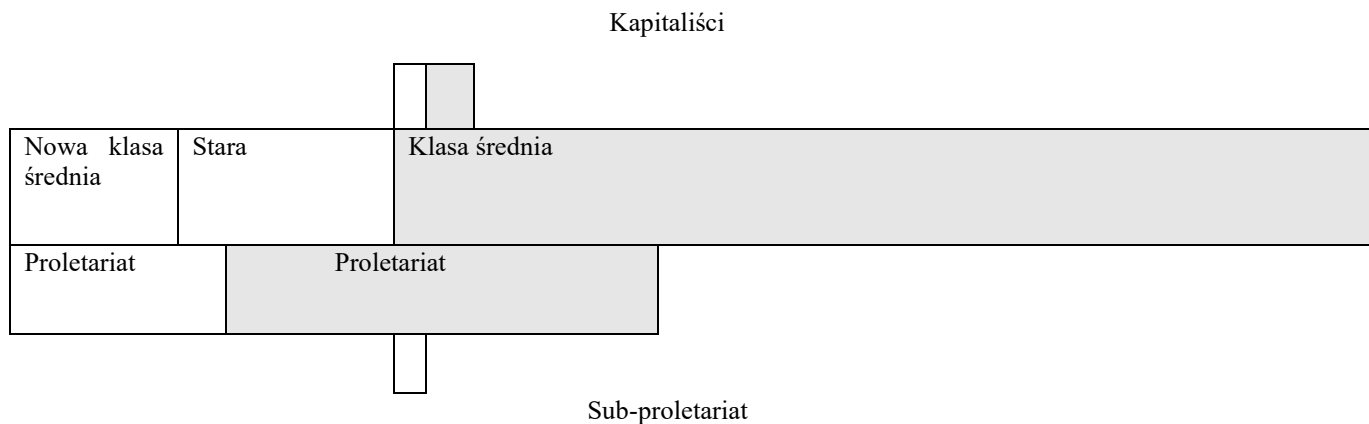 Kapitaliści
Nowa klasa
średnia
Stara
Klasa średnia
Proletariat
Proletariat
Sub-proletariat